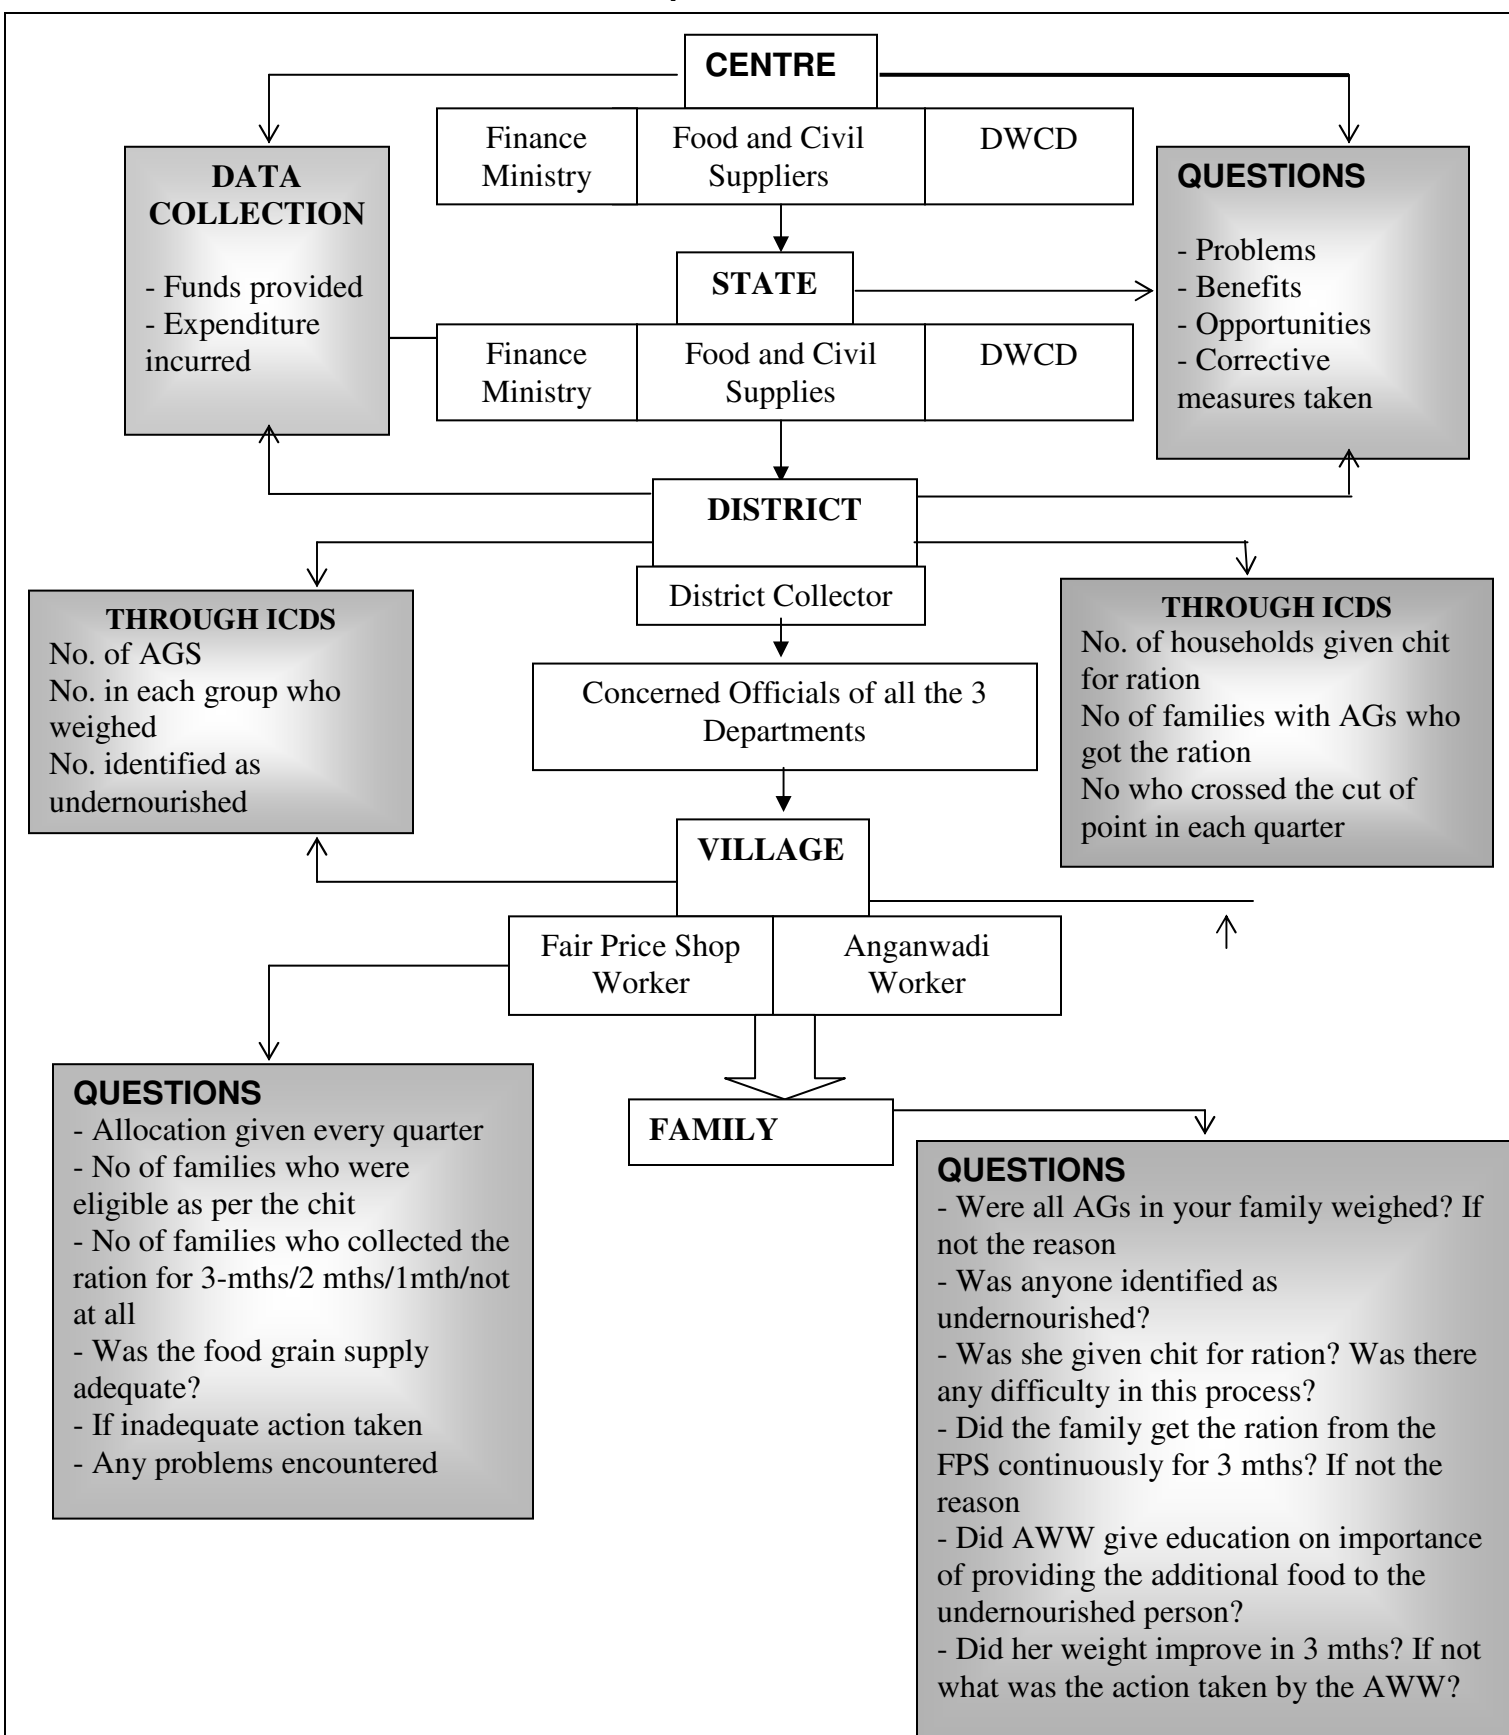 CENTRE
Finance
Ministry
Food and Civil
Suppliers
DWCD
DATA
COLLECTION
- Funds provided
- Expenditure
incurred
QUESTIONS
- Problems
- Benefits
- Opportunities
- Corrective
measures taken
STATE
Finance
Ministry
Food and Civil
Supplies
DWCD
DISTRICT
District Collector
THROUGH ICDS
No. of AGS
No. in each group who
weighed
No. identified as
undernourished
THROUGH ICDS
No. of households given chit
for ration
No of families with AGs who
got the ration
No who crossed the cut of
point in each quarter
Concerned Officials of all the 3
Departments
VILLAGE
Fair Price Shop
Worker
Anganwadi
Worker
QUESTIONS
- Allocation given every quarter
- No of families who were
eligible as per the chit
- No of families who collected the
ration for 3-mths/2 mths/1mth/not
at all
- Was the food grain supply
adequate?
- If inadequate action taken
- Any problems encountered
FAMILY
QUESTIONS
- Were all AGs in your family weighed? If
not the reason
- Was anyone identified as
undernourished?
- Was she given chit for ration? Was there
any difficulty in this process?
- Did the family get the ration from the
FPS continuously for 3 mths? If not the
reason
- Did AWW give education on importance
of providing the additional food to the
undernourished person?
- Did her weight improve in 3 mths? If not
what was the action taken by the AWW?